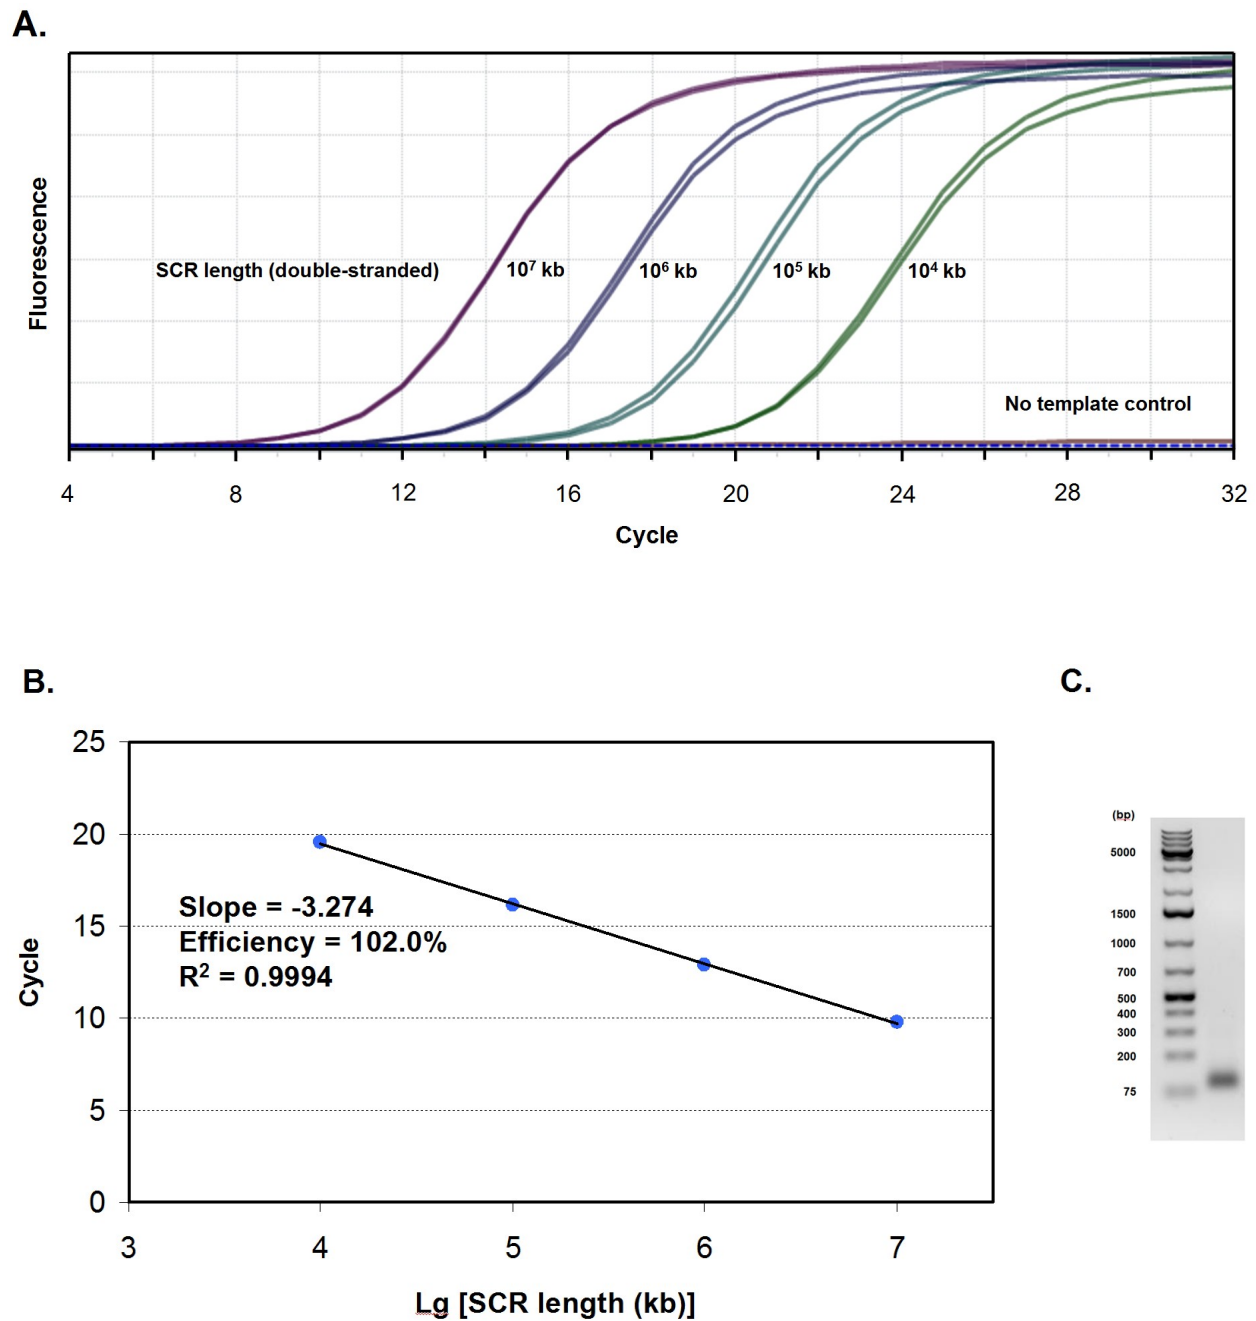 A.
Fluorescence
SCR length (double-stranded)
10⁷ kb
10⁶ kb
10⁵ kb
10⁴ kb
No template control
4 8 12 16 20 24 28 32
Cycle
B.
25
20
15
10
5
0
Cycle
Slope = -3.274
Efficiency = 102.0%
R² = 0.9994
3 4 5 6 7
Lg [SCR length (kb)]
C.
(bp)
5000
1500
1000
700
500
400
300
200
75